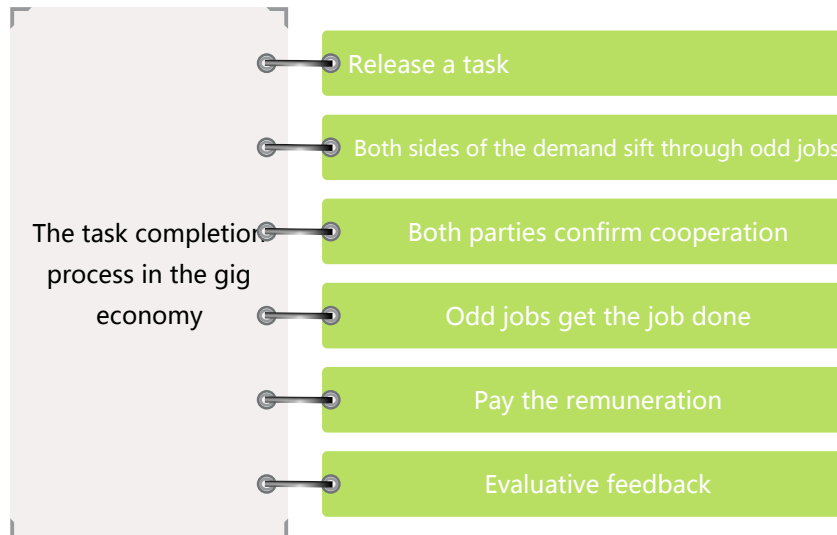 The task completion
process in the gig
economy
Release a task
Both sides of the demand sift through odd jobs
Both parties confirm cooperation
Odd jobs get the job done
Pay the remuneration
Evaluative feedback